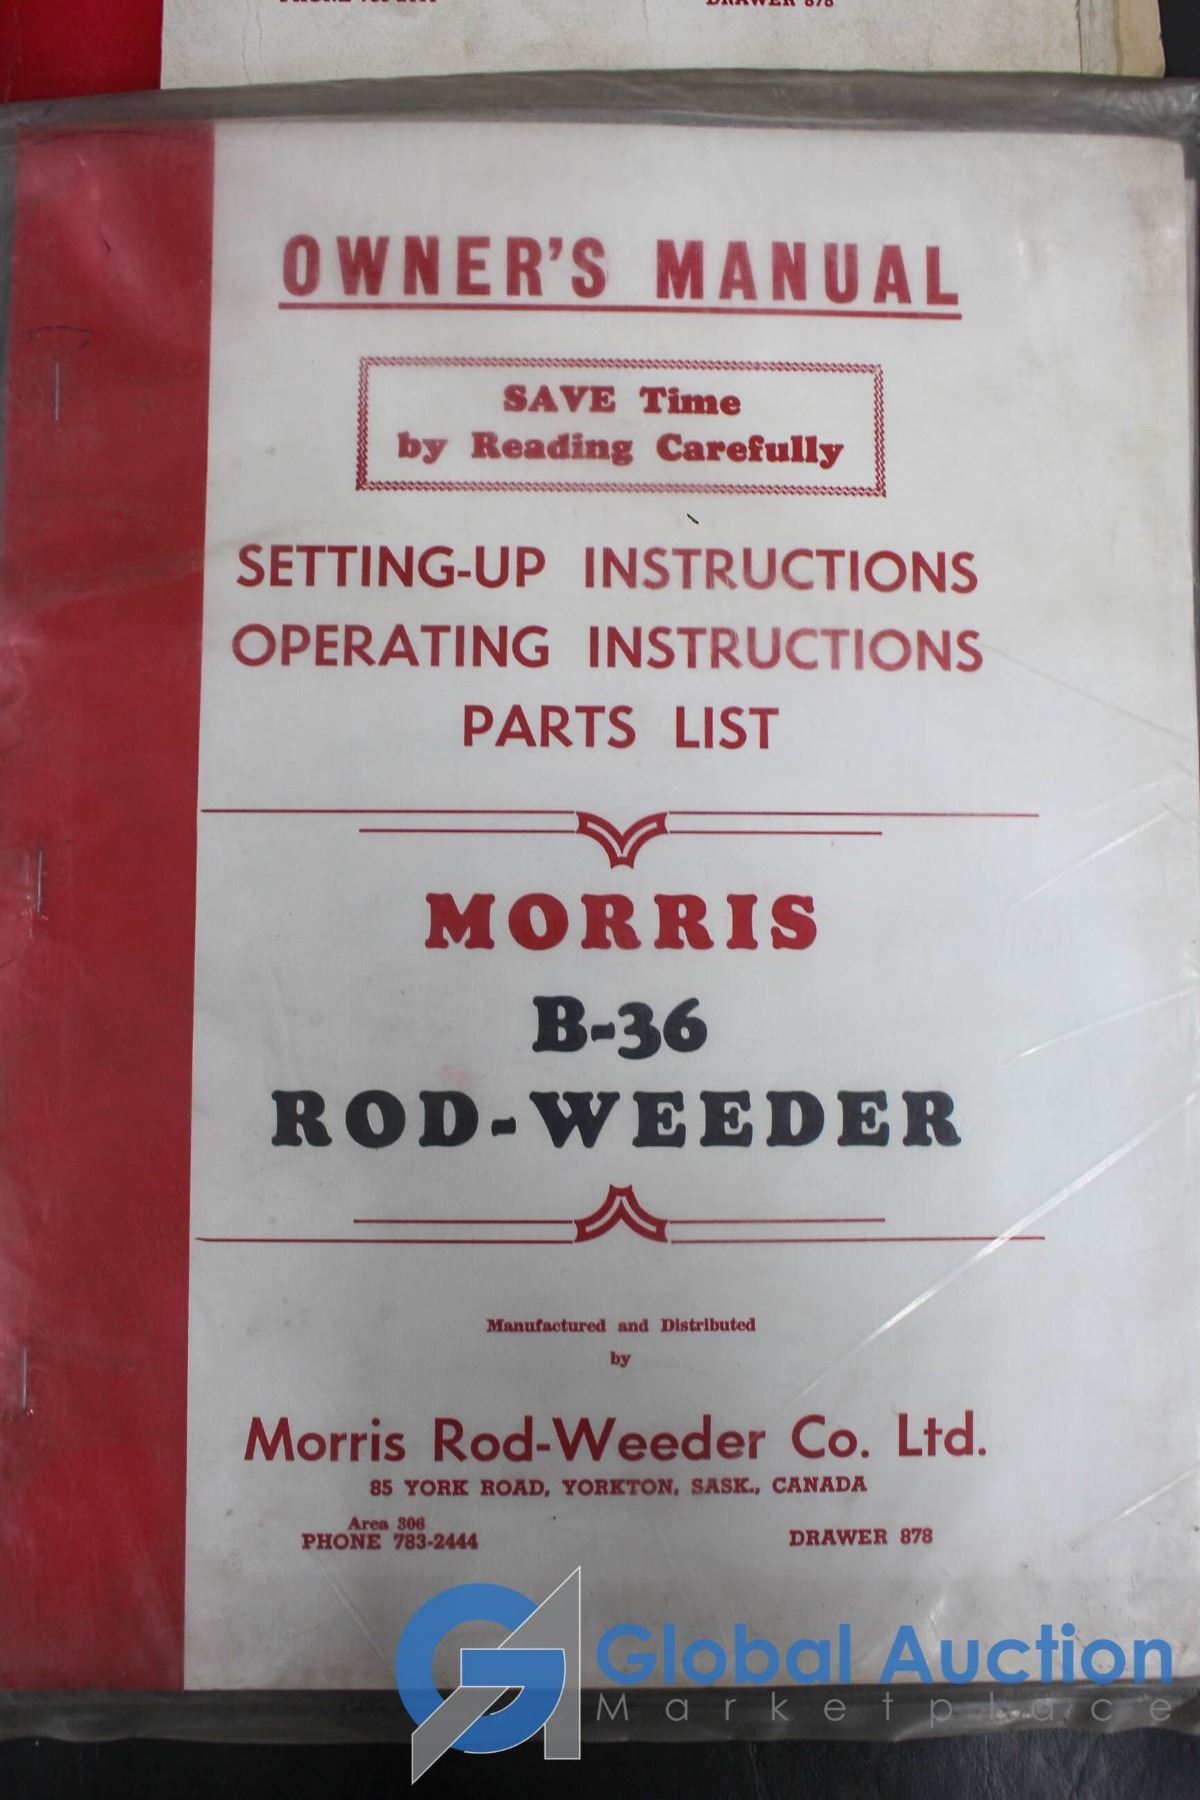 DRAWER 878
OWNER'S MANUAL
SAVE Time
by Reading Carefully
SETTING-UP INSTRUCTIONS
OPERATING INSTRUCTIONS
PARTS LIST
MORRIS
B-36
ROD-WEEDER
Manufactured and Distributed
by
Morris Rod-Weeder Co. Ltd.
85 YORK ROAD, YORKTON, SASK., CANADA
Area 306
PHONE 783-2444
DRAWER 878
Global Auction
Marketplace